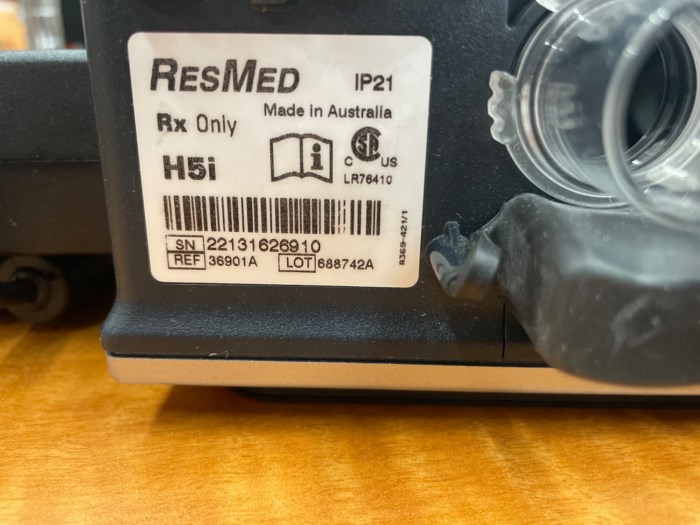 RESMED IP21
Made in Australia
Rx Only
H5i
C US
LR76410
SN 22131626910
REF 36901A LOT 688742A
R369-421/1